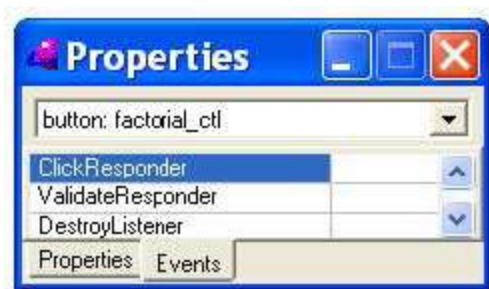 Properties
button: factorial_ctl
ClickResponder
ValidateResponder
DestroyListener
Properties Events